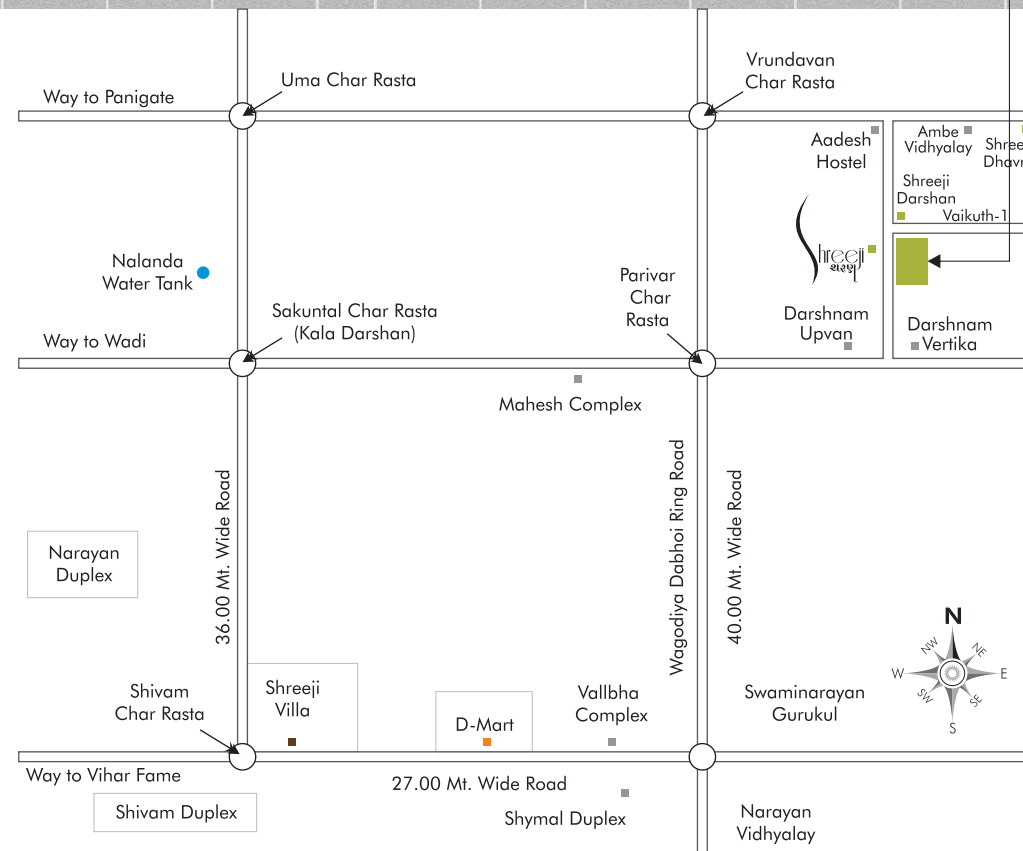 Uma Char Rasta
Vrundavan
Char Rasta
Way to Panigate
Aadesh
Hostel
Ambe
Vidhyalay
Shree
Shreeji
Darshan
Vaikuth-1
Shreeji
શરણ
Nalanda
Water Tank
Parivar
Char
Rasta
Sakuntal Char Rasta
(Kala Darshan)
Way to Wadi
Darshnam
Upvan
Darshnam
Vertika
Mahesh Complex
36.00 Mt. Wide Road
Wagodiya Dabhoi Ring Road
40.00 Mt. Wide Road
Narayan
Duplex
N
NW
NE
W
E
SW
SE
S
Shivam
Char Rasta
Shreeji
Villa
D-Mart
Vallbha
Complex
Swaminarayan
Gurukul
Way to Vihar Fame
27.00 Mt. Wide Road
Shivam Duplex
Shymal Duplex
Narayan
Vidhyalay